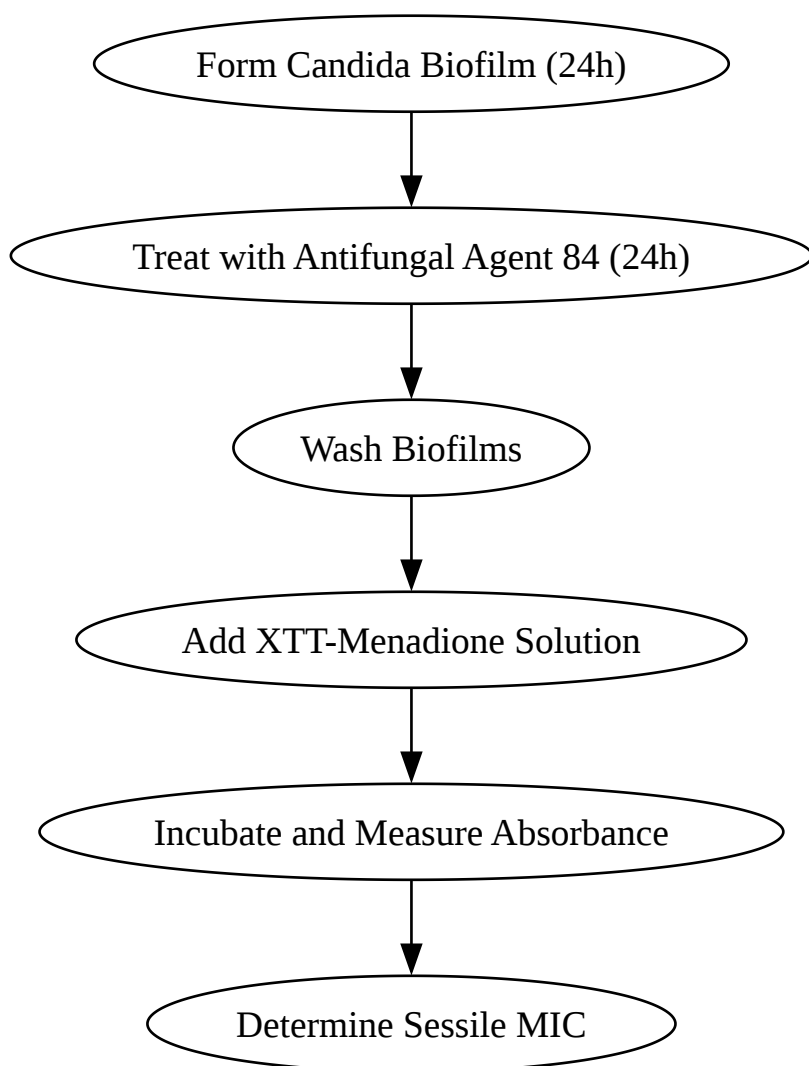 Form Candida Biofilm (24h)
Treat with Antifungal Agent 84 (24h)
Wash Biofilms
Add XTT-Menadione Solution
Incubate and Measure Absorbance
Determine Sessile MIC